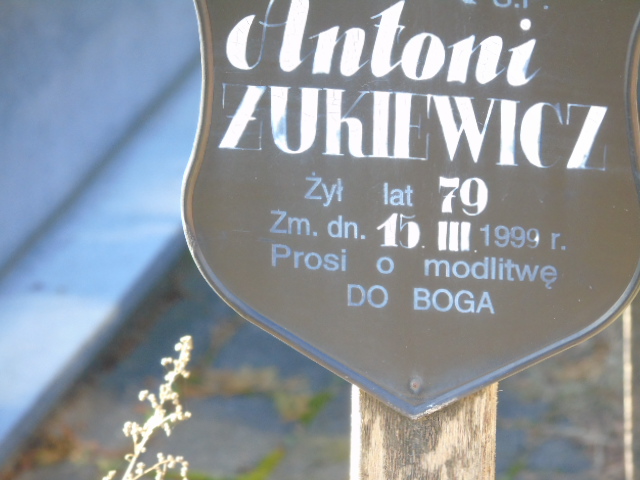 Ś.P.
Antoni
ŻUKIEWICZ
Żył lat 79
Zm. dn. 15. III. 1999 r.
Prosi o modlitwę
DO BOGA